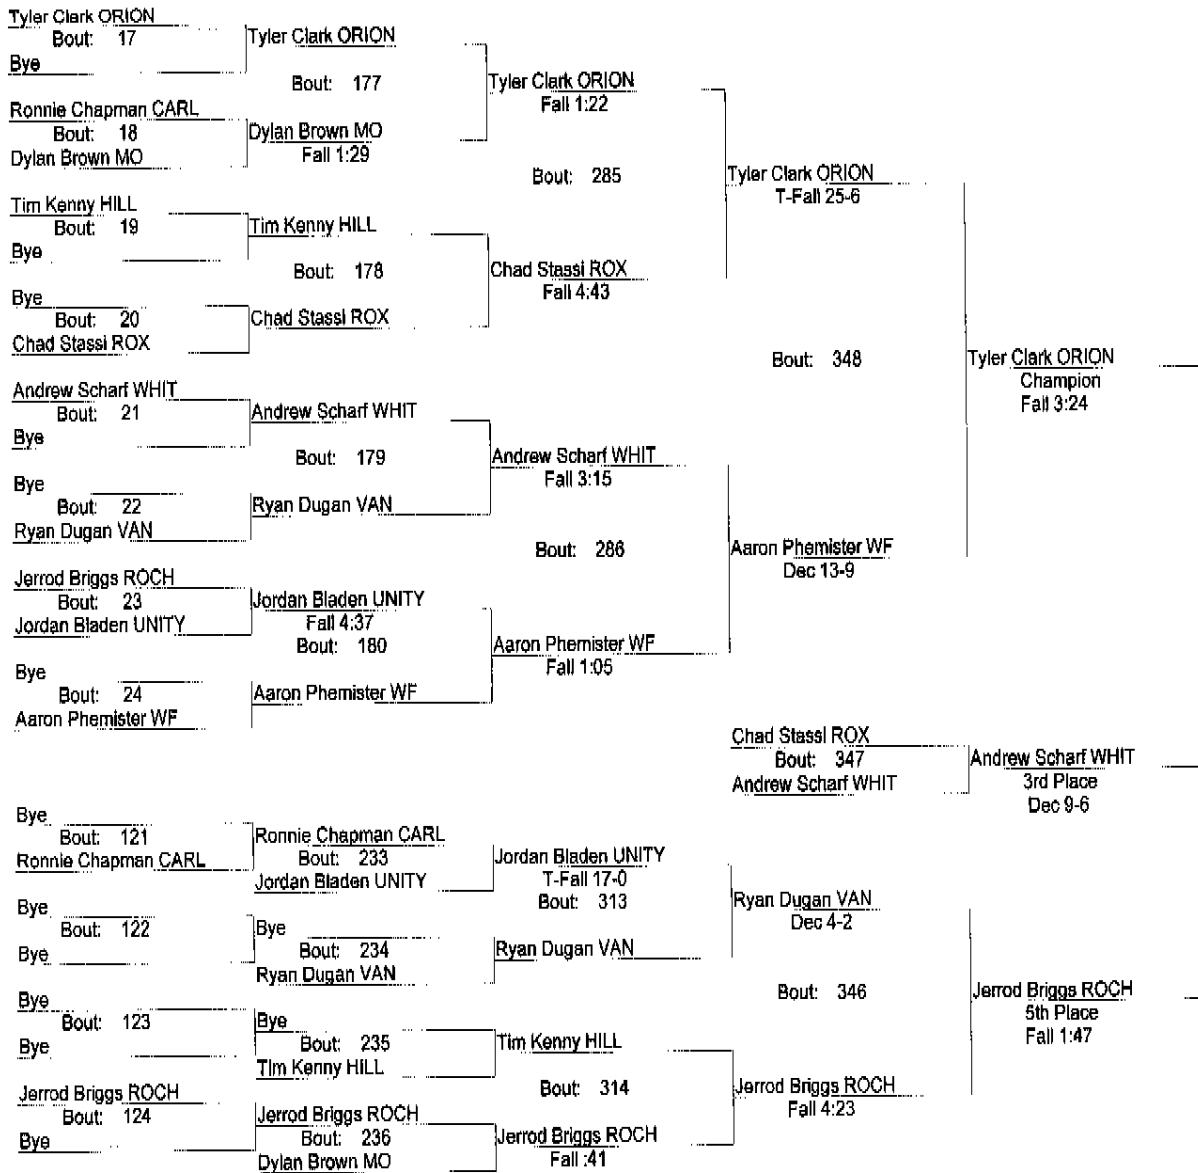 Tyler Clark ORION
Bout: 17
Bye
Tyler Clark ORION
Bout: 177
Ronnie Chapman CARL
Bout: 18
Dylan Brown MO
Dylan Brown MO
Fall 1:29
Tyler Clark ORION
Fall 1:22
Bout: 285
Tim Kenny HILL
Bout: 19
Bye
Tim Kenny HILL
Bout: 178
Bye
Bout: 20
Chad Stassi ROX
Chad Stassi ROX
Chad Stassi ROX
Fall 4:43
Tyler Clark ORION
T-Fall 25-6
Bout: 348
Tyler Clark ORION
Champion
Fall 3:24
Andrew Scharf WHIT
Bout: 21
Bye
Andrew Scharf WHIT
Bout: 179
Bye
Bout: 22
Ryan Dugan VAN
Ryan Dugan VAN
Andrew Scharf WHIT
Fall 3:15
Bout: 286
Jerrod Briggs ROCH
Bout: 23
Jordan Bladen UNITY
Jordan Bladen UNITY
Fall 4:37
Bout: 180
Bye
Bout: 24
Aaron Phemister WF
Aaron Phemister WF
Aaron Phemister WF
Fall 1:05
Aaron Phemister WF
Dec 13-9
Chad Stassi ROX
Bout: 347
Andrew Scharf WHIT
Andrew Scharf WHIT
3rd Place
Dec 9-6
Bye
Bout: 121
Ronnie Chapman CARL
Ronnie Chapman CARL
Bout: 233
Jordan Bladen UNITY
Jordan Bladen UNITY
T-Fall 17-0
Bout: 313
Bye
Bout: 122
Bye
Bye
Bout: 234
Ryan Dugan VAN
Ryan Dugan VAN
Ryan Dugan VAN
Dec 4-2
Bout: 346
Bye
Bout: 123
Bye
Bye
Bout: 235
Tim Kenny HILL
Tim Kenny HILL
Bout: 314
Jerrod Briggs ROCH
Bout: 124
Bye
Jerrod Briggs ROCH
Bout: 236
Dylan Brown MO
Jerrod Briggs ROCH
Fall :41
Jerrod Briggs ROCH
Fall 4:23
Jerrod Briggs ROCH
5th Place
Fall 1:47